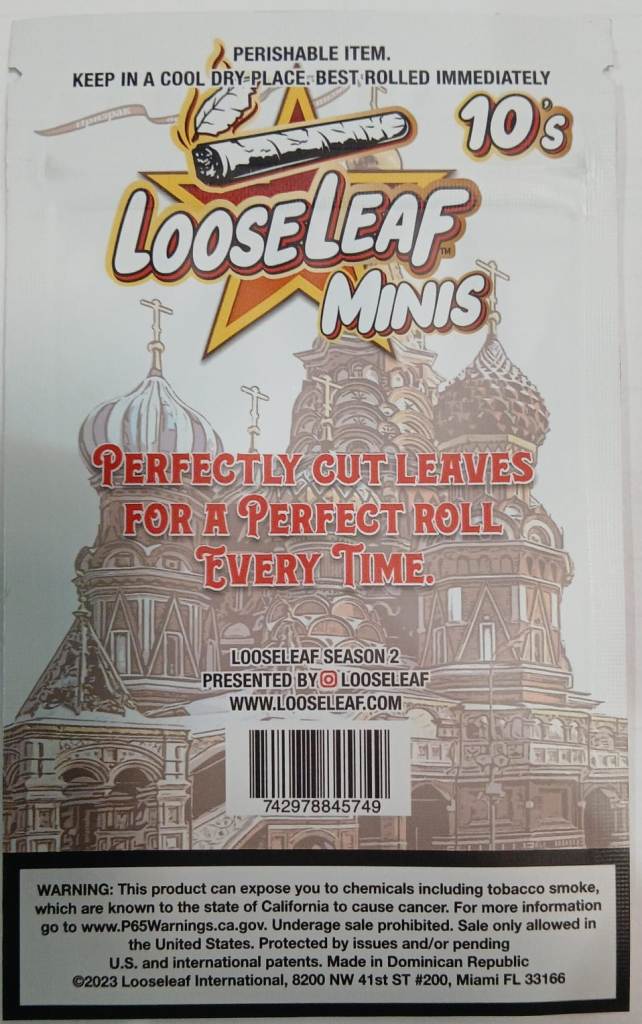 PERISHABLE ITEM.
KEEP IN A COOL DRY PLACE. BEST ROLLED IMMEDIATELY
призрак
10's
LOOSELEAF™
MINIS
PERFECTLY CUT LEAVES
FOR A PERFECT ROLL
EVERY TIME.
LOOSELEAF SEASON 2
PRESENTED BY LOOSELEAF
WWW.LOOSELEAF.COM
742978845749
WARNING: This product can expose you to chemicals including tobacco smoke,
which are known to the state of California to cause cancer. For more information
go to www.P65Warnings.ca.gov. Underage sale prohibited. Sale only allowed in
the United States. Protected by issues and/or pending
U.S. and international patents. Made in Dominican Republic
©2023 Looseleaf International, 8200 NW 41st ST #200, Miami FL 33166